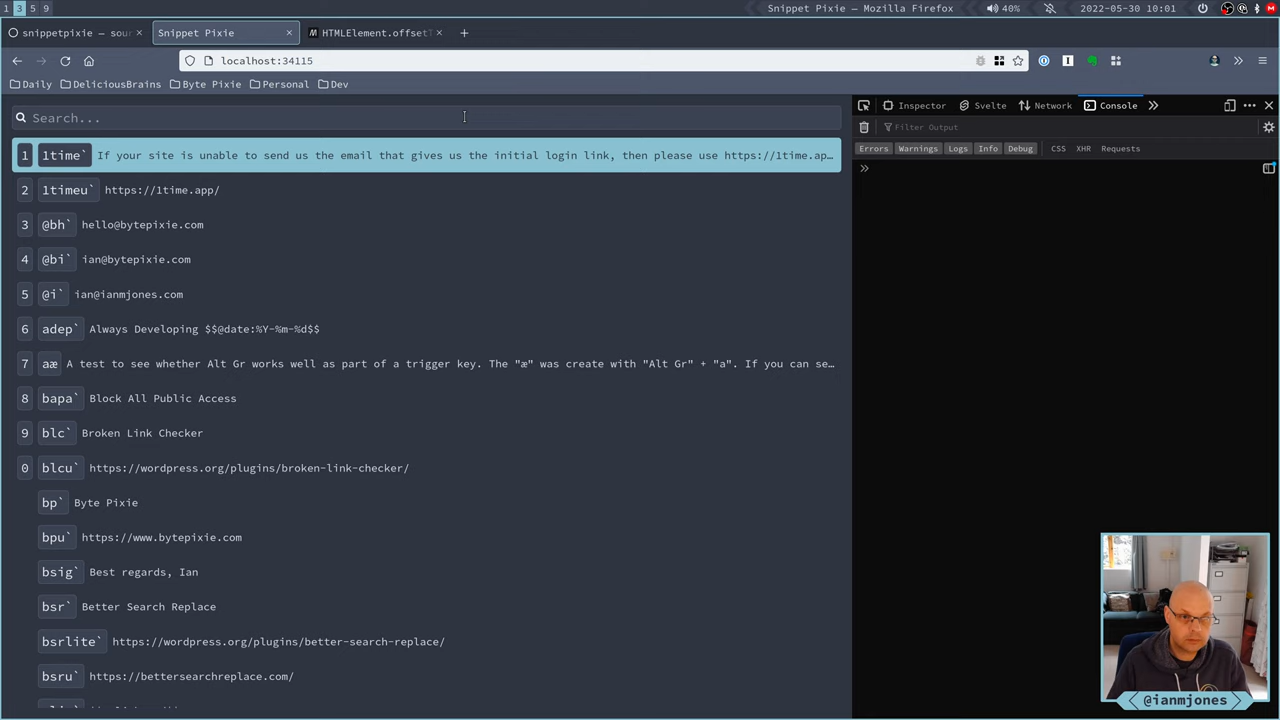 1 3 5 9 Snippet Pixie — Mozilla Firefox 40% 2022-05-30 10:01
snippetpixie — sour × Snippet Pixie × HTMLElement.offsetT × +
localhost:34115
Daily DeliciousBrains Byte Pixie Personal Dev
Search...
1 1time` If your site is unable to send us the email that gives us the initial login link, then please use https://1time.ap…
2 1timeu` https://1time.app/
3 @bh` hello@bytepixie.com
4 @bi` ian@bytepixie.com
5 @i` ian@ianmjones.com
6 adep` Always Developing $$@date:%Y-%m-%d$$
7 aæ A test to see whether Alt Gr works well as part of a trigger key. The "æ" was create with "Alt Gr" + "a". If you can se…
8 bapa` Block All Public Access
9 blc` Broken Link Checker
0 blcu` https://wordpress.org/plugins/broken-link-checker/
bp` Byte Pixie
bpu` https://www.bytepixie.com
bsig` Best regards, Ian
bsr` Better Search Replace
bsrlite` https://wordpress.org/plugins/better-search-replace/
bsru` https://bettersearchreplace.com/
Inspector Svelte Network Console
Filter Output
Errors Warnings Logs Info Debug CSS XHR Requests
@ianmjones